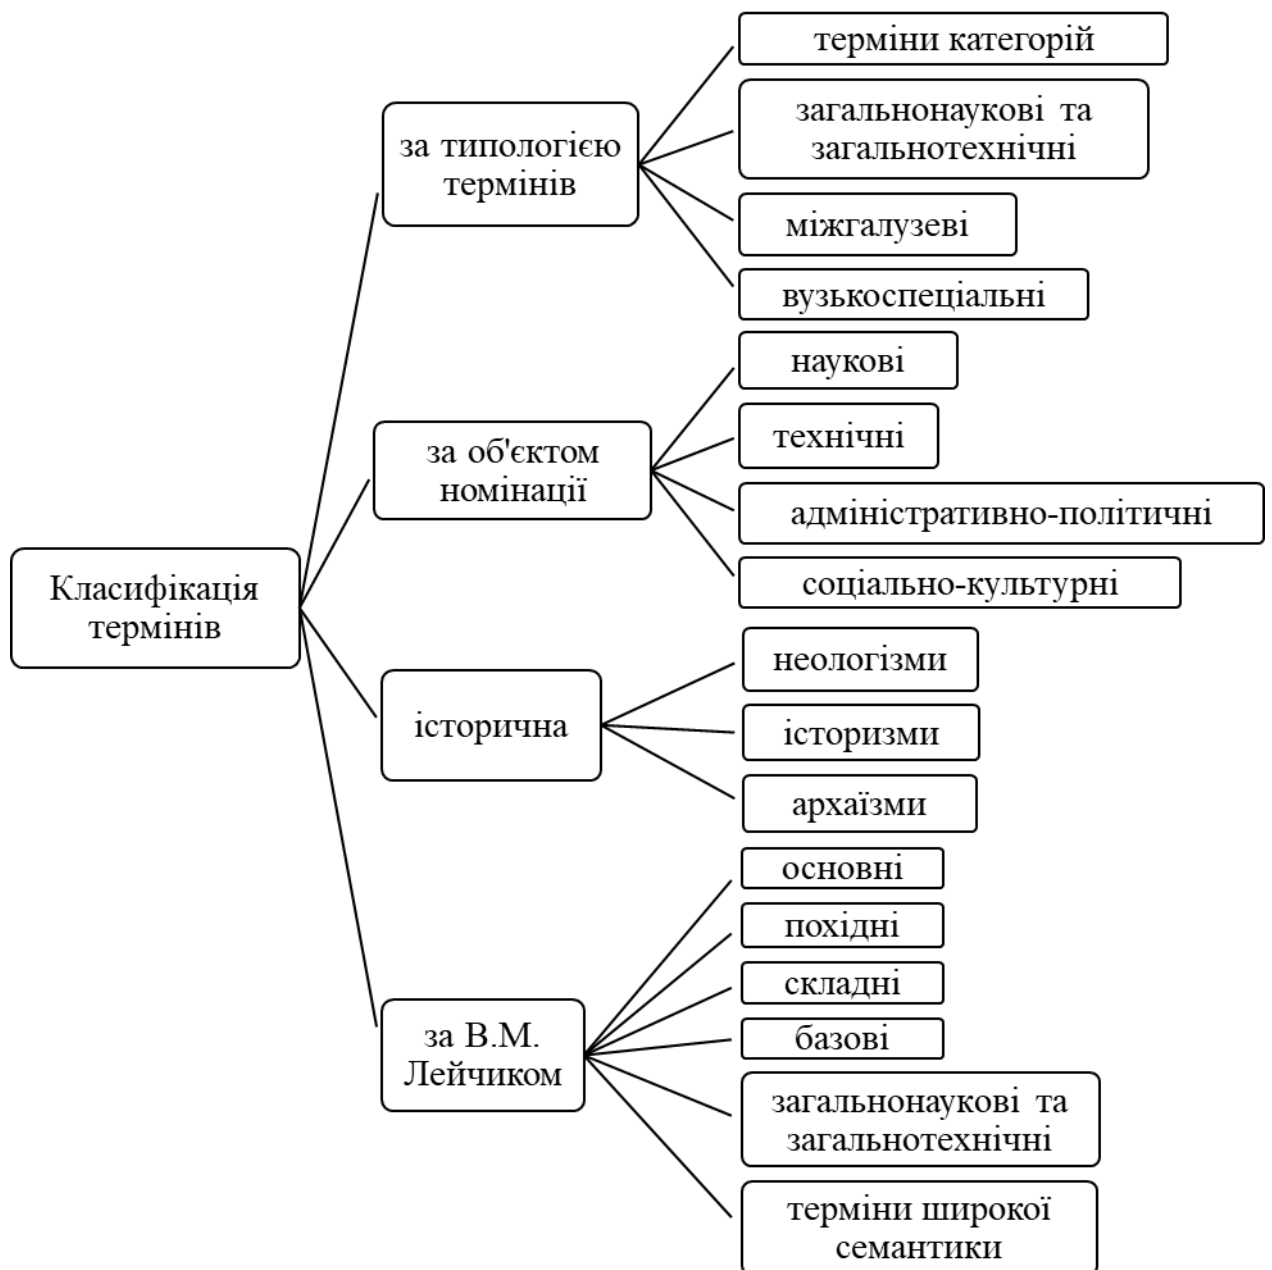 Класифікація
термінів
за типологією
термінів
терміни категорій
загальнонаукові та
загальнотехнічні
міжгалузеві
вузькоспеціальні
за об'єктом
номінації
наукові
технічні
адміністративно-політичні
соціально-культурні
історична
неологізми
історизми
архаїзми
за В.М.
Лейчиком
основні
похідні
складні
базові
загальнонаукові та
загальнотехнічні
терміни широкої
семантики